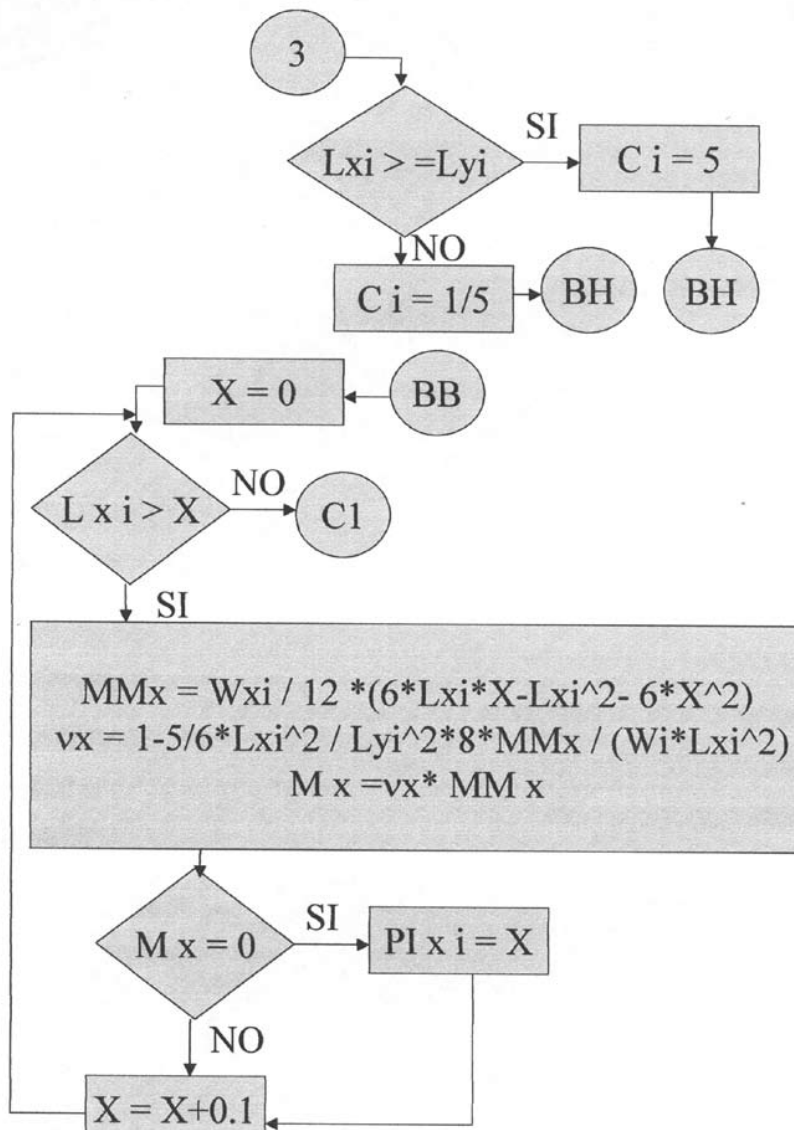 3
Lxi > =Lyi
SI
C i = 5
NO
C i = 1/5
BH
BH
X = 0
BB
L x i > X
NO
C1
SI
MMx = Wxi / 12 *(6*Lxi*X-Lxi^2- 6*X^2)
νx = 1-5/6*Lxi^2 / Lyi^2*8*MMx / (Wi*Lxi^2)
M x =νx* MM x
M x = 0
SI
PI x i = X
NO
X = X+0.1